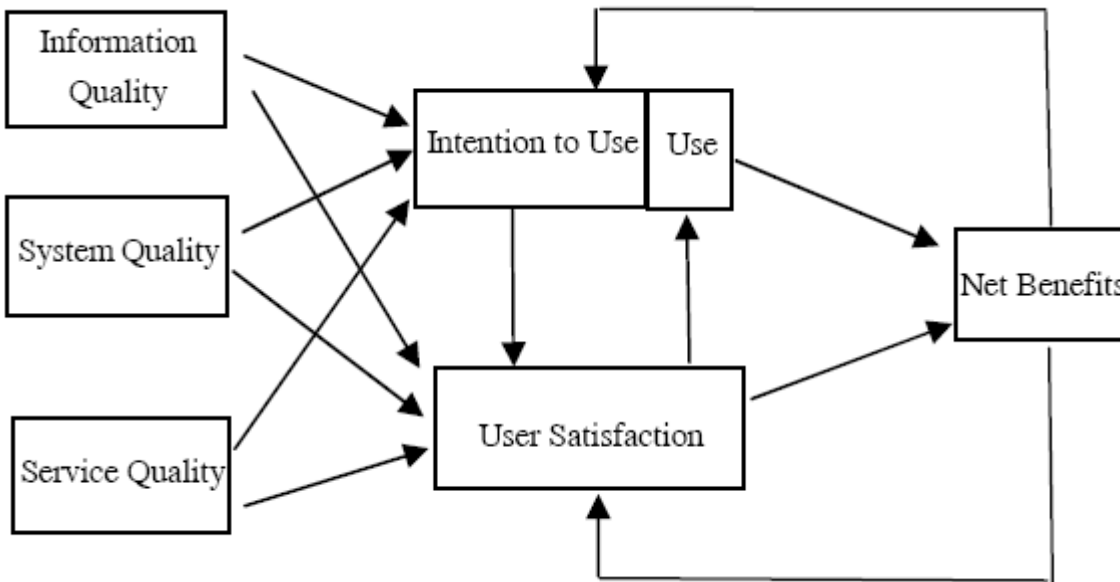 Information
Quality
Intention to Use
Use
System Quality
Net Benefits
User Satisfaction
Service Quality